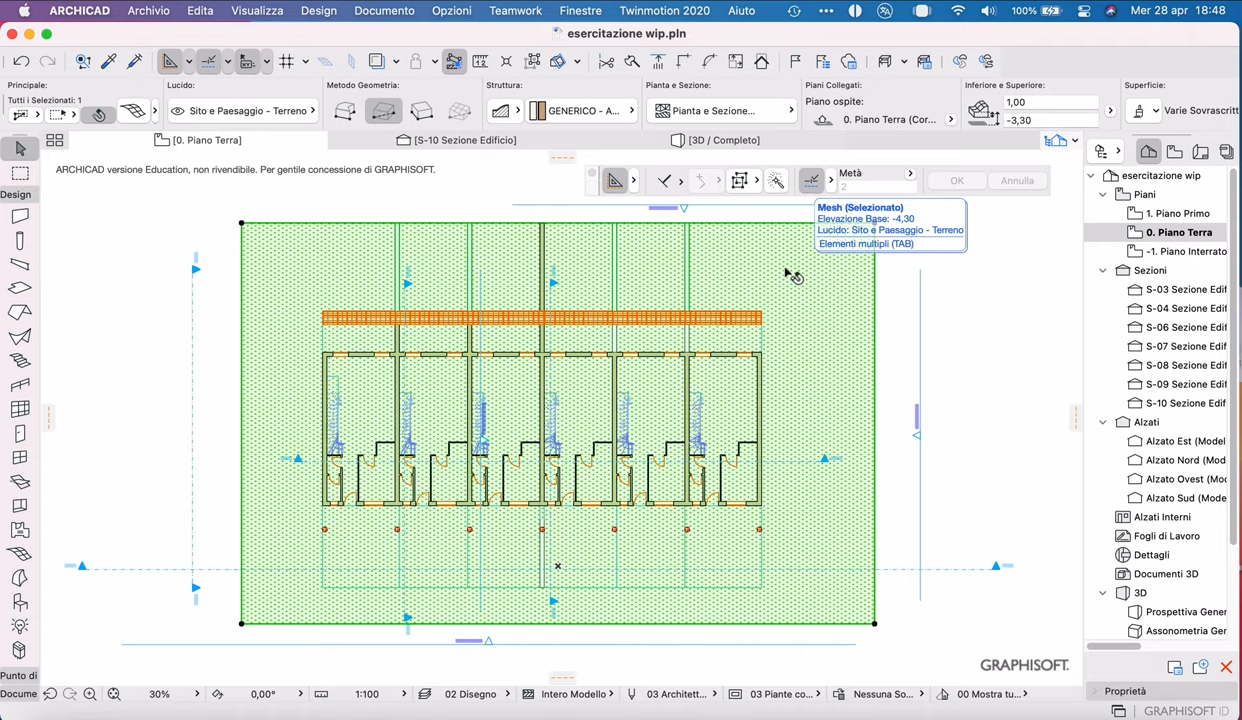 ARCHICAD Archivio Edita Visualizza Design Documento Opzioni Teamwork Finestre Twinmotion 2020 Aiuto 100% Mer 28 apr 18:48
esercitazione wip.pln
Principale: Lucido: Metodo Geometria: Struttura: Pianta e Sezione: Piani Collegati: Inferiore e Superiore: Superficie:
Tutti i Selezionati: 1
Sito e Paesaggio - Terreno
GENERICO - A...
Pianta e Sezione...
Piano ospite:
0. Piano Terra (Cor...
1,00
-3,30
Varie Sovrascritt
[0. Piano Terra]
[S-10 Sezione Edificio]
[3D / Completo]
ARCHICAD versione Education, non rivendibile. Per gentile concessione di GRAPHISOFT.
Metà
2
OK
Annulla
Mesh (Selezionato)
Elevazione Base: -4,30
Lucido: Sito e Paesaggio - Terreno
Elementi multipli (TAB)
Design
Punto di
Docume
esercitazione wip
Piani
1. Piano Primo
0. Piano Terra
-1. Piano Interrato
Sezioni
S-03 Sezione Edif
S-04 Sezione Edif
S-06 Sezione Edif
S-07 Sezione Edif
S-08 Sezione Edif
S-09 Sezione Edif
S-10 Sezione Edif
Alzati
Alzato Est (Model
Alzato Nord (Mod
Alzato Ovest (Mode
Alzato Sud (Mode
Alzati Interni
Fogli di Lavoro
Dettagli
Documenti 3D
3D
Prospettiva Gener
Assonometria Ger
Proprietà
GRAPHISOFT.
30%
0,00°
1:100
02 Disegno
Intero Modello
03 Architett...
03 Piante co...
Nessuna So...
00 Mostra tu...
GRAPHISOFT ID